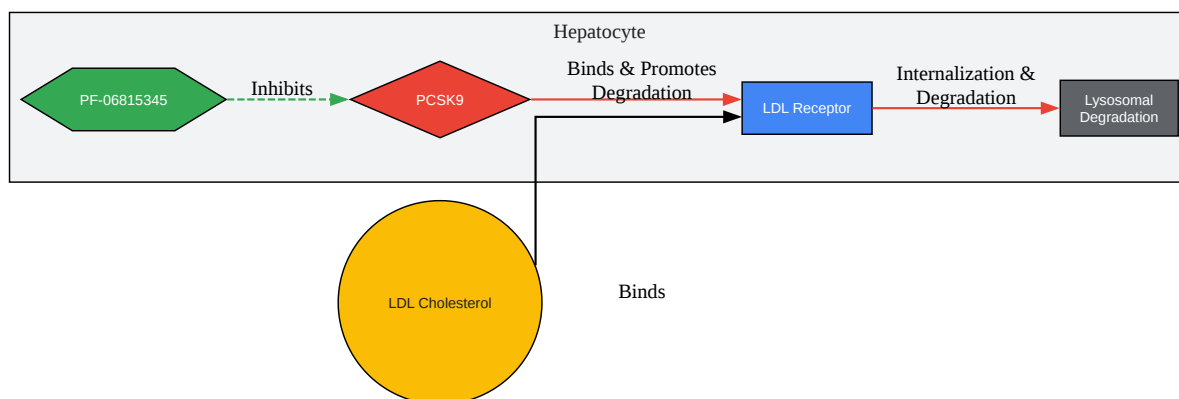 Hepatocyte
PF-06815345
Inhibits
PCSK9
Binds & Promotes
Degradation
LDL Receptor
Internalization &
Degradation
Lysosomal
Degradation
LDL Cholesterol
Binds